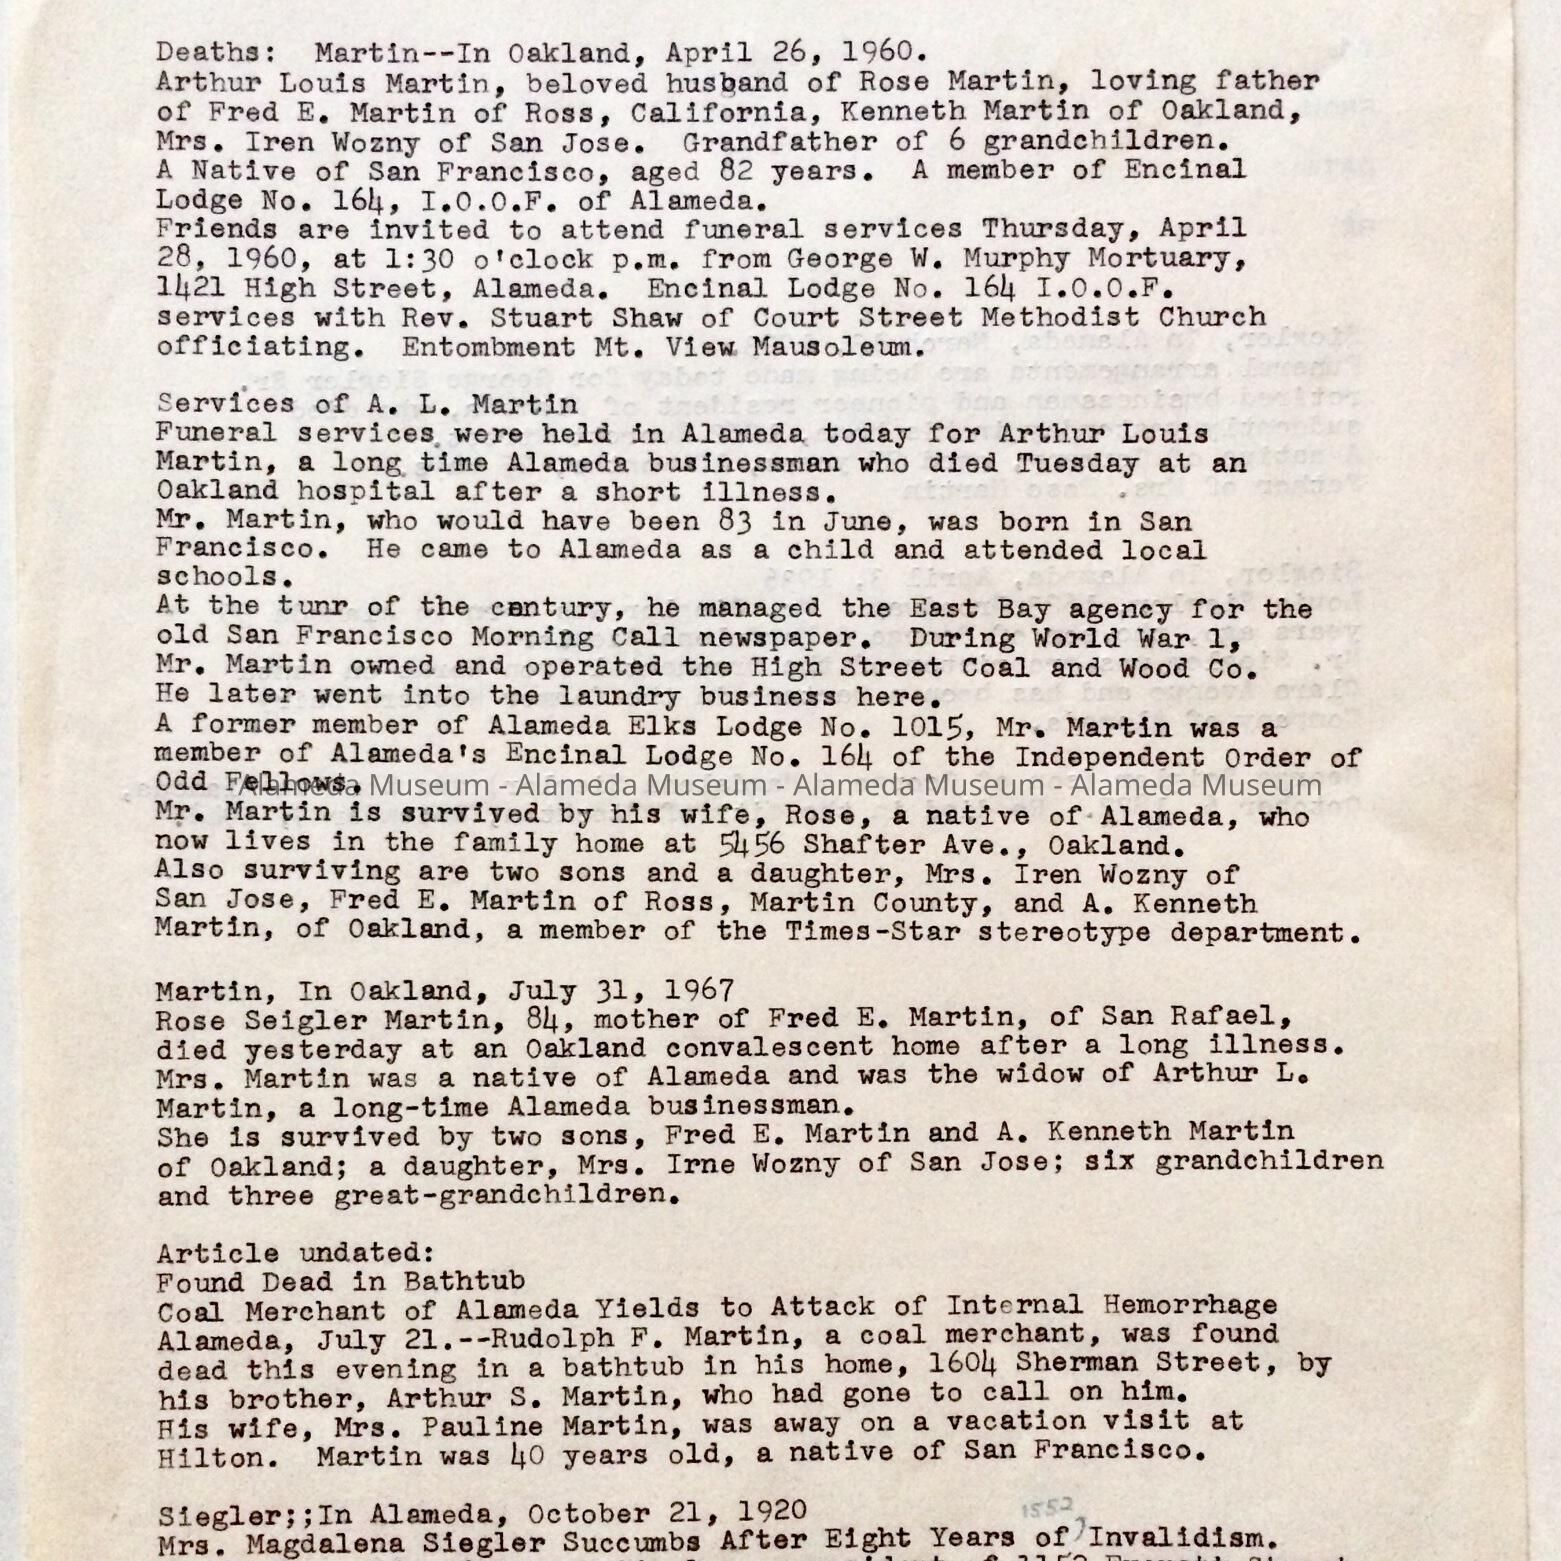 Deaths:  Martin--In Oakland, April 26, 1960.
Arthur Louis Martin, beloved husband of Rose Martin, loving father
of Fred E. Martin of Ross, California, Kenneth Martin of Oakland,
Mrs. Iren Wozny of San Jose.  Grandfather of 6 grandchildren.
A Native of San Francisco, aged 82 years.  A member of Encinal
Lodge No. 164, I.O.O.F. of Alameda.
Friends are invited to attend funeral services Thursday, April
28, 1960, at 1:30 o'clock p.m. from George W. Murphy Mortuary,
1421 High Street, Alameda.  Encinal Lodge No. 164 I.O.O.F.
services with Rev. Stuart Shaw of Court Street Methodist Church
officiating.  Entombment Mt. View Mausoleum.
Services of A. L. Martin
Funeral services were held in Alameda today for Arthur Louis
Martin, a long time Alameda businessman who died Tuesday at an
Oakland hospital after a short illness.
Mr. Martin, who would have been 83 in June, was born in San
Francisco.  He came to Alameda as a child and attended local
schools.
At the tunr of the century, he managed the East Bay agency for the
old San Francisco Morning Call newspaper.  During World War 1,
Mr. Martin owned and operated the High Street Coal and Wood Co.
He later went into the laundry business here.
A former member of Alameda Elks Lodge No. 1015, Mr. Martin was a
member of Alameda's Encinal Lodge No. 164 of the Independent Order of
Odd Fellows.
Alameda Museum - Alameda Museum - Alameda Museum - Alameda Museum
Mr. Martin is survived by his wife, Rose, a native of Alameda, who
now lives in the family home at 5456 Shafter Ave., Oakland.
Also surviving are two sons and a daughter, Mrs. Iren Wozny of
San Jose, Fred E. Martin of Ross, Martin County, and A. Kenneth
Martin, of Oakland, a member of the Times-Star stereotype department.
Martin, In Oakland, July 31, 1967
Rose Seigler Martin, 84, mother of Fred E. Martin, of San Rafael,
died yesterday at an Oakland convalescent home after a long illness.
Mrs. Martin was a native of Alameda and was the widow of Arthur L.
Martin, a long-time Alameda businessman.
She is survived by two sons, Fred E. Martin and A. Kenneth Martin
of Oakland; a daughter, Mrs. Irne Wozny of San Jose; six grandchildren
and three great-grandchildren.
Article undated:
Found Dead in Bathtub
Coal Merchant of Alameda Yields to Attack of Internal Hemorrhage
Alameda, July 21.--Rudolph F. Martin, a coal merchant, was found
dead this evening in a bathtub in his home, 1604 Sherman Street, by
his brother, Arthur S. Martin, who had gone to call on him.
His wife, Mrs. Pauline Martin, was away on a vacation visit at
Hilton.  Martin was 40 years old, a native of San Francisco.
Siegler;;In Alameda, October 21, 1920
1552
Mrs. Magdalena Siegler Succumbs After Eight Years of Invalidism.